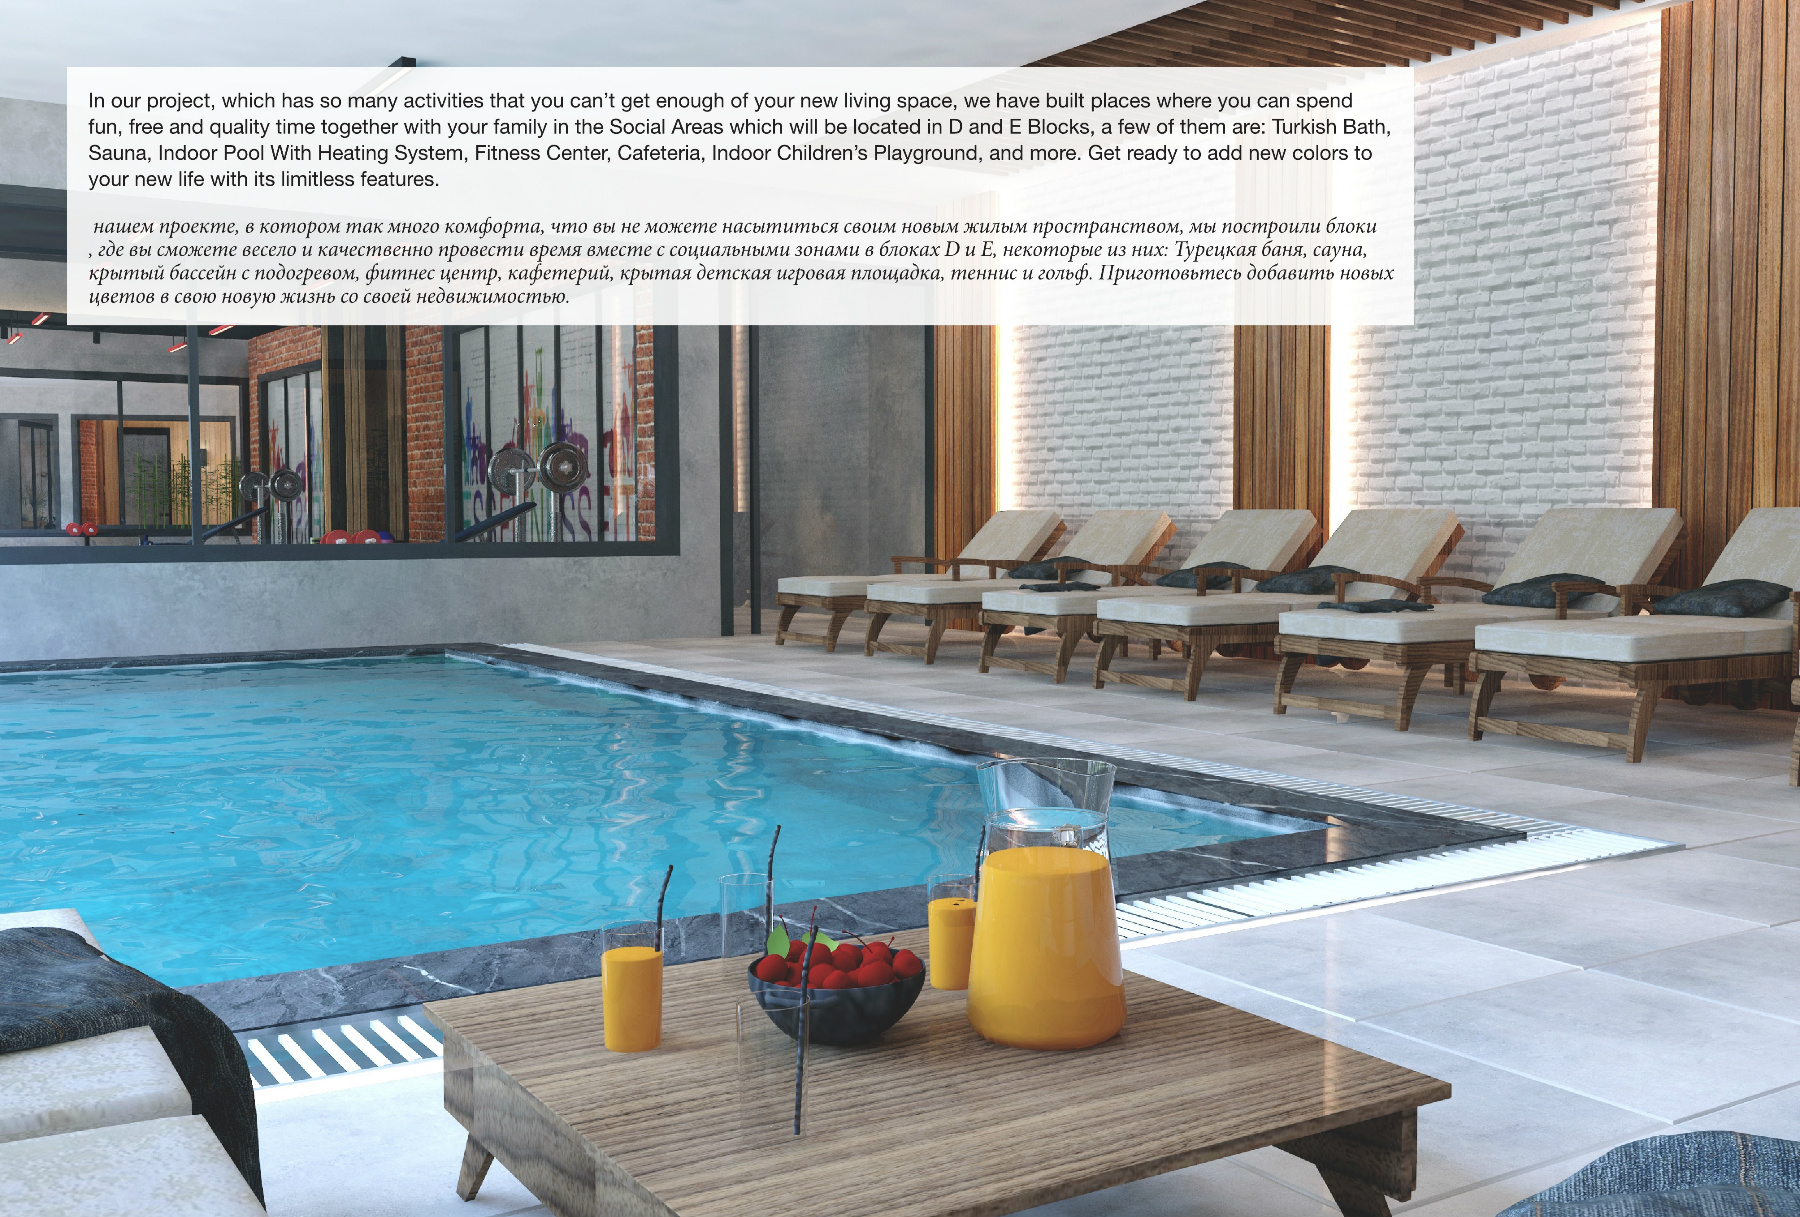 In our project, which has so many activities that you can’t get enough of your new living space, we have built places where you can spend
fun, free and quality time together with your family in the Social Areas which will be located in D and E Blocks, a few of them are: Turkish Bath,
Sauna, Indoor Pool With Heating System, Fitness Center, Cafeteria, Indoor Children’s Playground, and more. Get ready to add new colors to
your new life with its limitless features.
нашем проекте, в котором так много комфорта, что вы не можете насытиться своим новым жилым пространством, мы построили блоки
, где вы сможете весело и качественно провести время вместе с социальными зонами в блоках D и E, некоторые из них: Турецкая баня, сауна,
крытый бассейн с подогревом, фитнес центр, кафетерий, крытая детская игровая площадка, теннис и гольф. Приготовьтесь добавить новых
цветов в свою новую жизнь со своей недвижимостью.